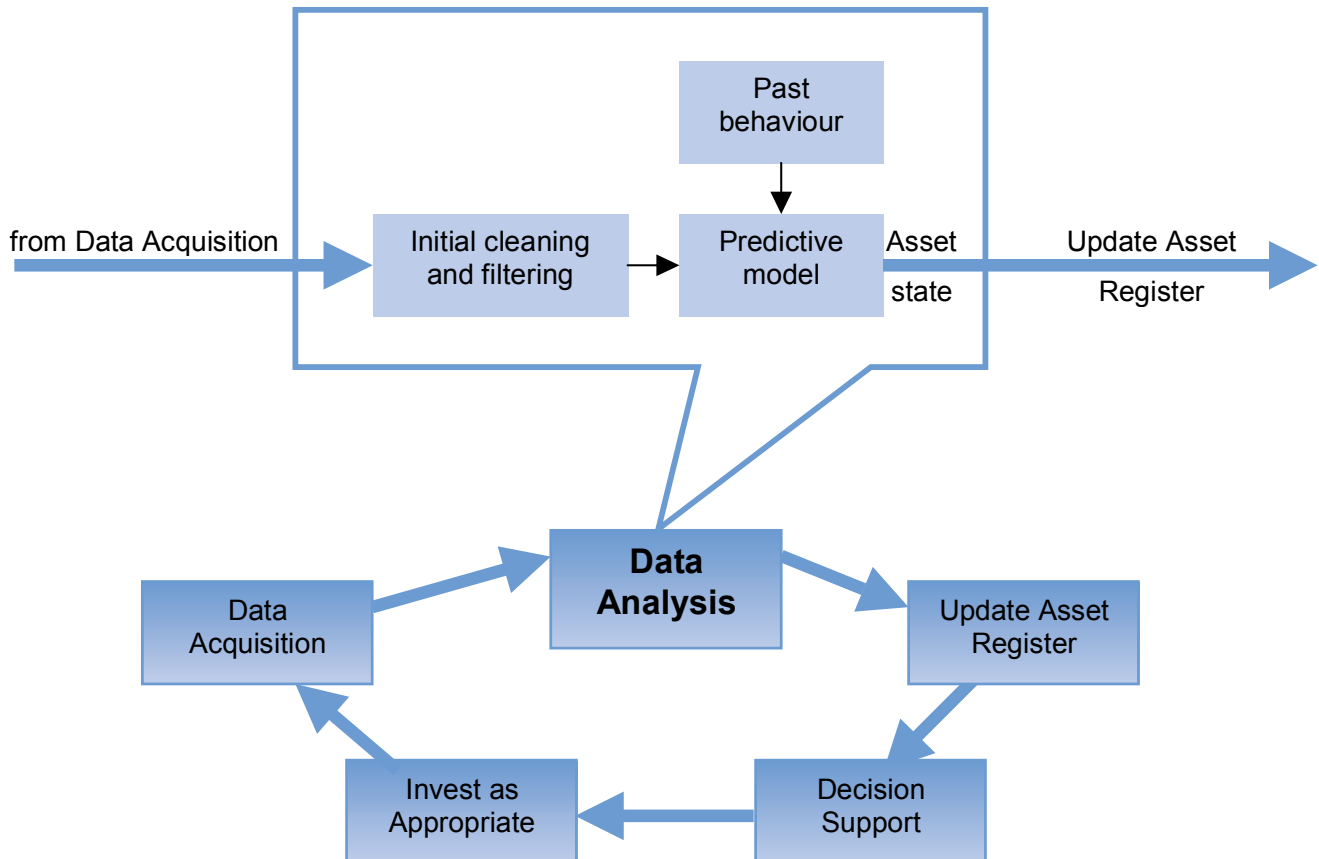 Past
behaviour
from Data Acquisition
Initial cleaning
and filtering
Predictive
model
Asset
state
Update Asset
Register
Data
Analysis
Data
Acquisition
Update Asset
Register
Invest as
Appropriate
Decision
Support